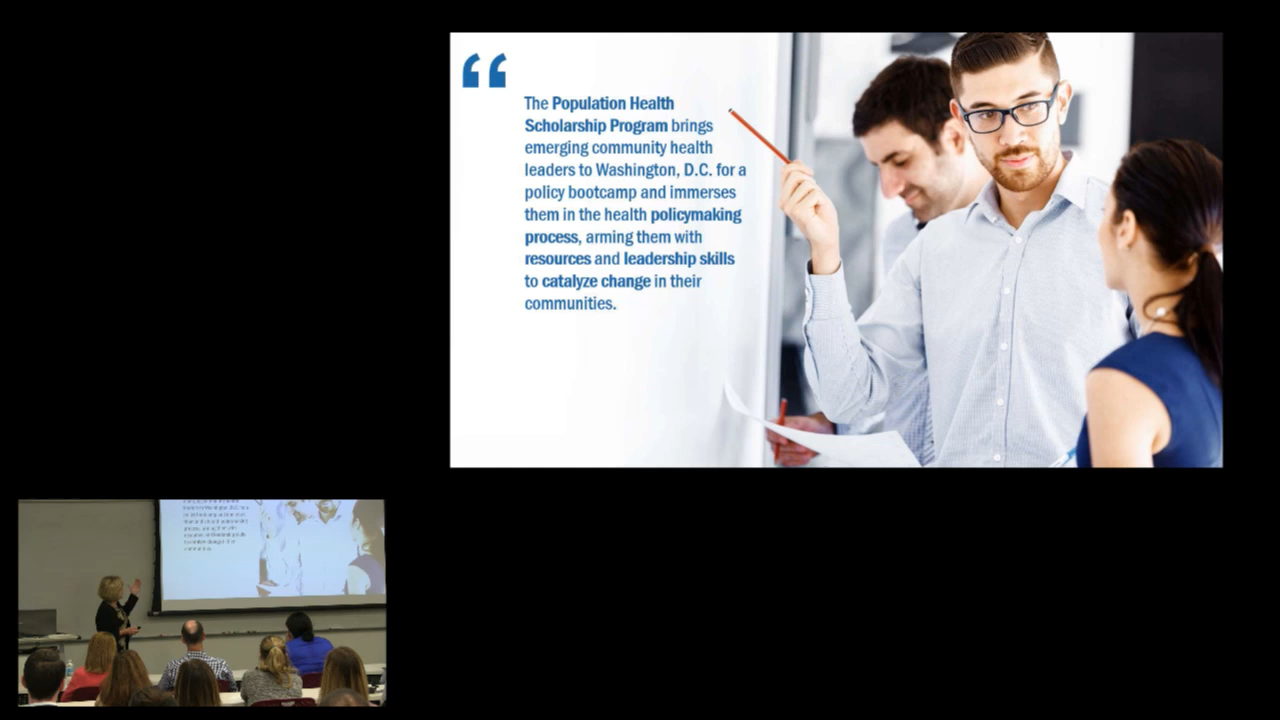 “
The Population Health
Scholarship Program brings
emerging community health
leaders to Washington, D.C. for a
policy bootcamp and immerses
them in the health policymaking
process, arming them with
resources and leadership skills
to catalyze change in their
communities.